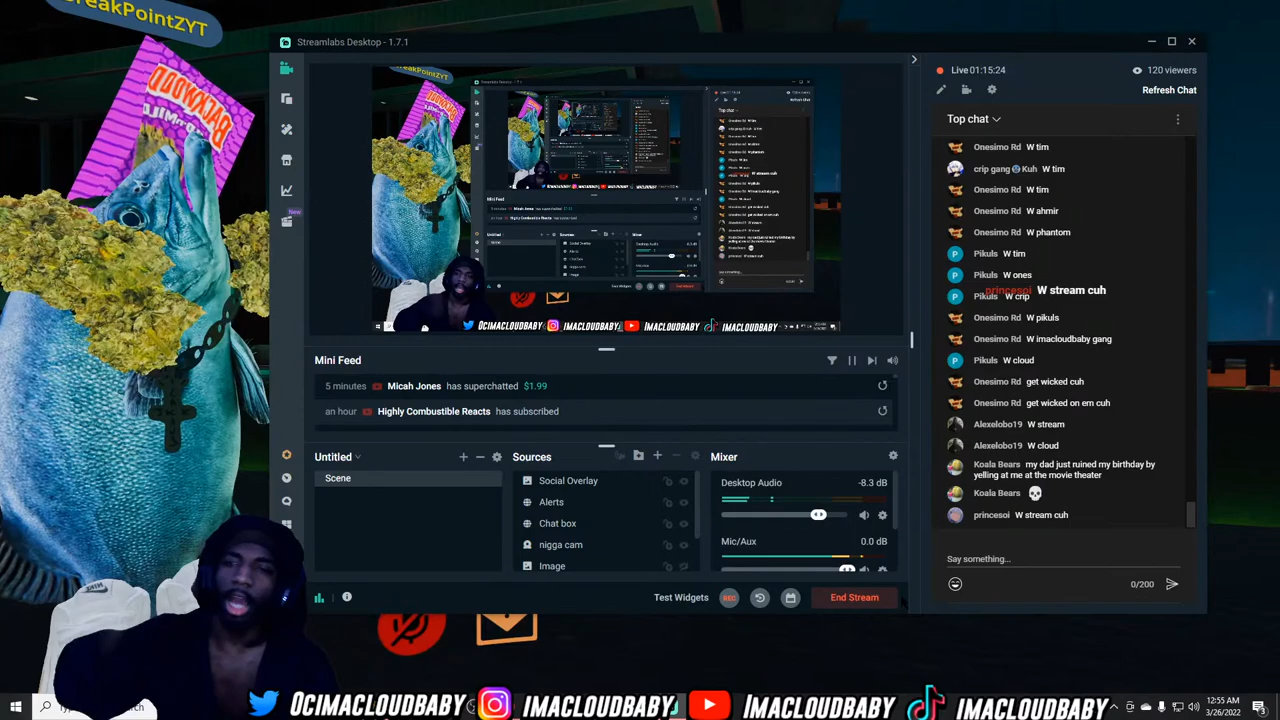 BreakPointZYT
BACKWOOD
Streamlabs Desktop - 1.7.1
Live 01:15:24
120 viewers
Refresh Chat
Top chat
Onesimo Rd W tim
crip gang Kuh W tim
Onesimo Rd W tim
Onesimo Rd W ahmir
Onesimo Rd W phantom
Pikuls W tim
Pikuls W ones
princesoi W stream cuh
Pikuls W crip
Onesimo Rd W pikuls
Onesimo Rd W imacloudbaby gang
Pikuls W cloud
Onesimo Rd get wicked cuh
Onesimo Rd get wicked on em cuh
Alexelobo19 W stream
Alexelobo19 W cloud
Koala Bears my dad just ruined my birthday by
yelling at me at the movie theater
Koala Bears
princesoi W stream cuh
Say something...
0/200
New
Mini Feed
5 minutes Micah Jones has superchatted $1.99
an hour Highly Combustible Reacts has subscribed
Untitled
Scene
Sources
Social Overlay
Alerts
Chat box
nigga cam
Image
Mixer
Desktop Audio -8.3 dB
Mic/Aux 0.0 dB
Test Widgets
REC
End Stream
OCIMACLOUDBABY
IMACLOUDBABY
IMACLOUDBABY
IMACLOUDBABY
12:55 AM
3/26/2022